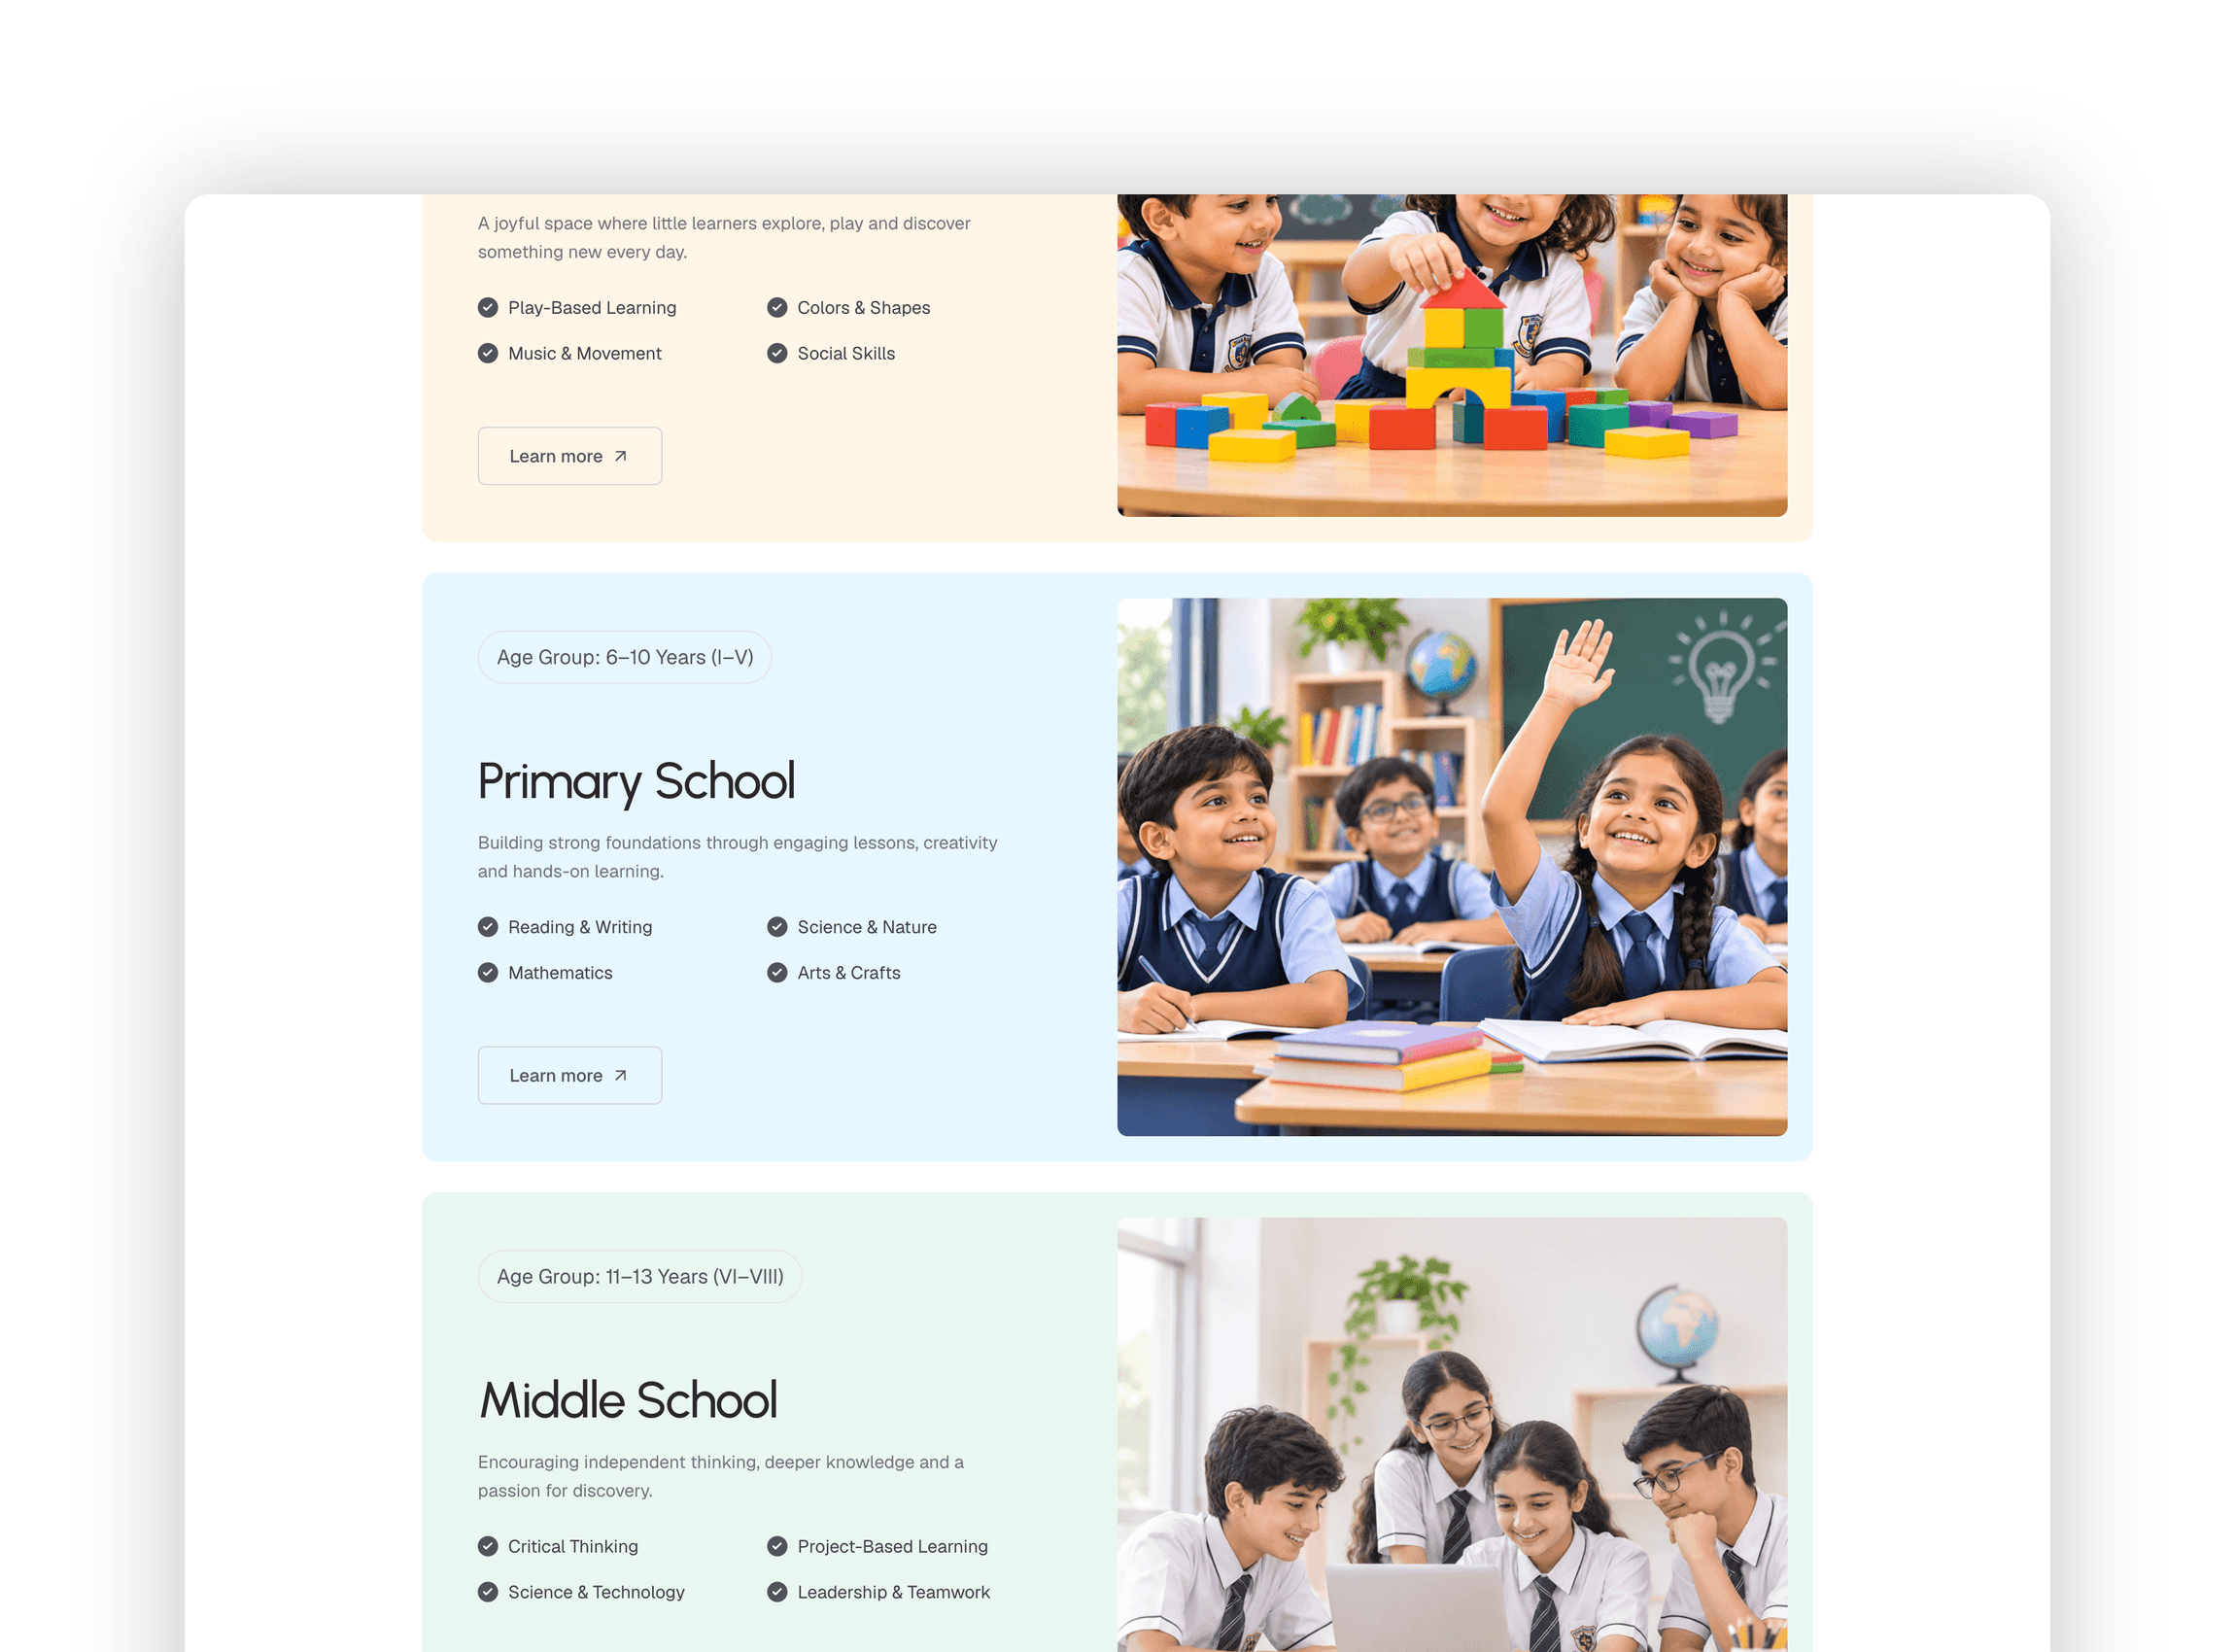 A joyful space where little learners explore, play and discover
something new every day.
Play-Based Learning
Colors & Shapes
Music & Movement
Social Skills
Learn more
Age Group: 6–10 Years (I–V)
Primary School
Building strong foundations through engaging lessons, creativity
and hands-on learning.
Reading & Writing
Science & Nature
Mathematics
Arts & Crafts
Learn more
Age Group: 11–13 Years (VI–VIII)
Middle School
Encouraging independent thinking, deeper knowledge and a
passion for discovery.
Critical Thinking
Project-Based Learning
Science & Technology
Leadership & Teamwork